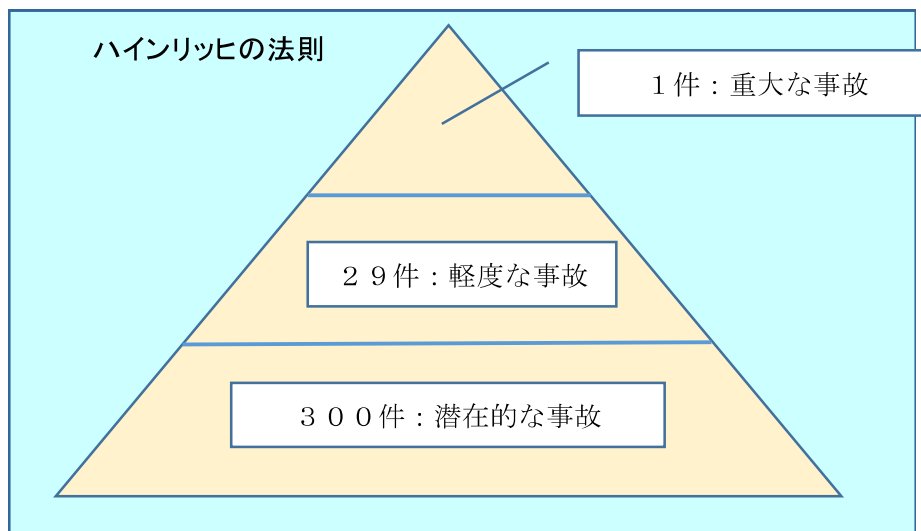 ハインリッヒの法則
１件：重大な事故
２９件：軽度な事故
３００件：潜在的な事故